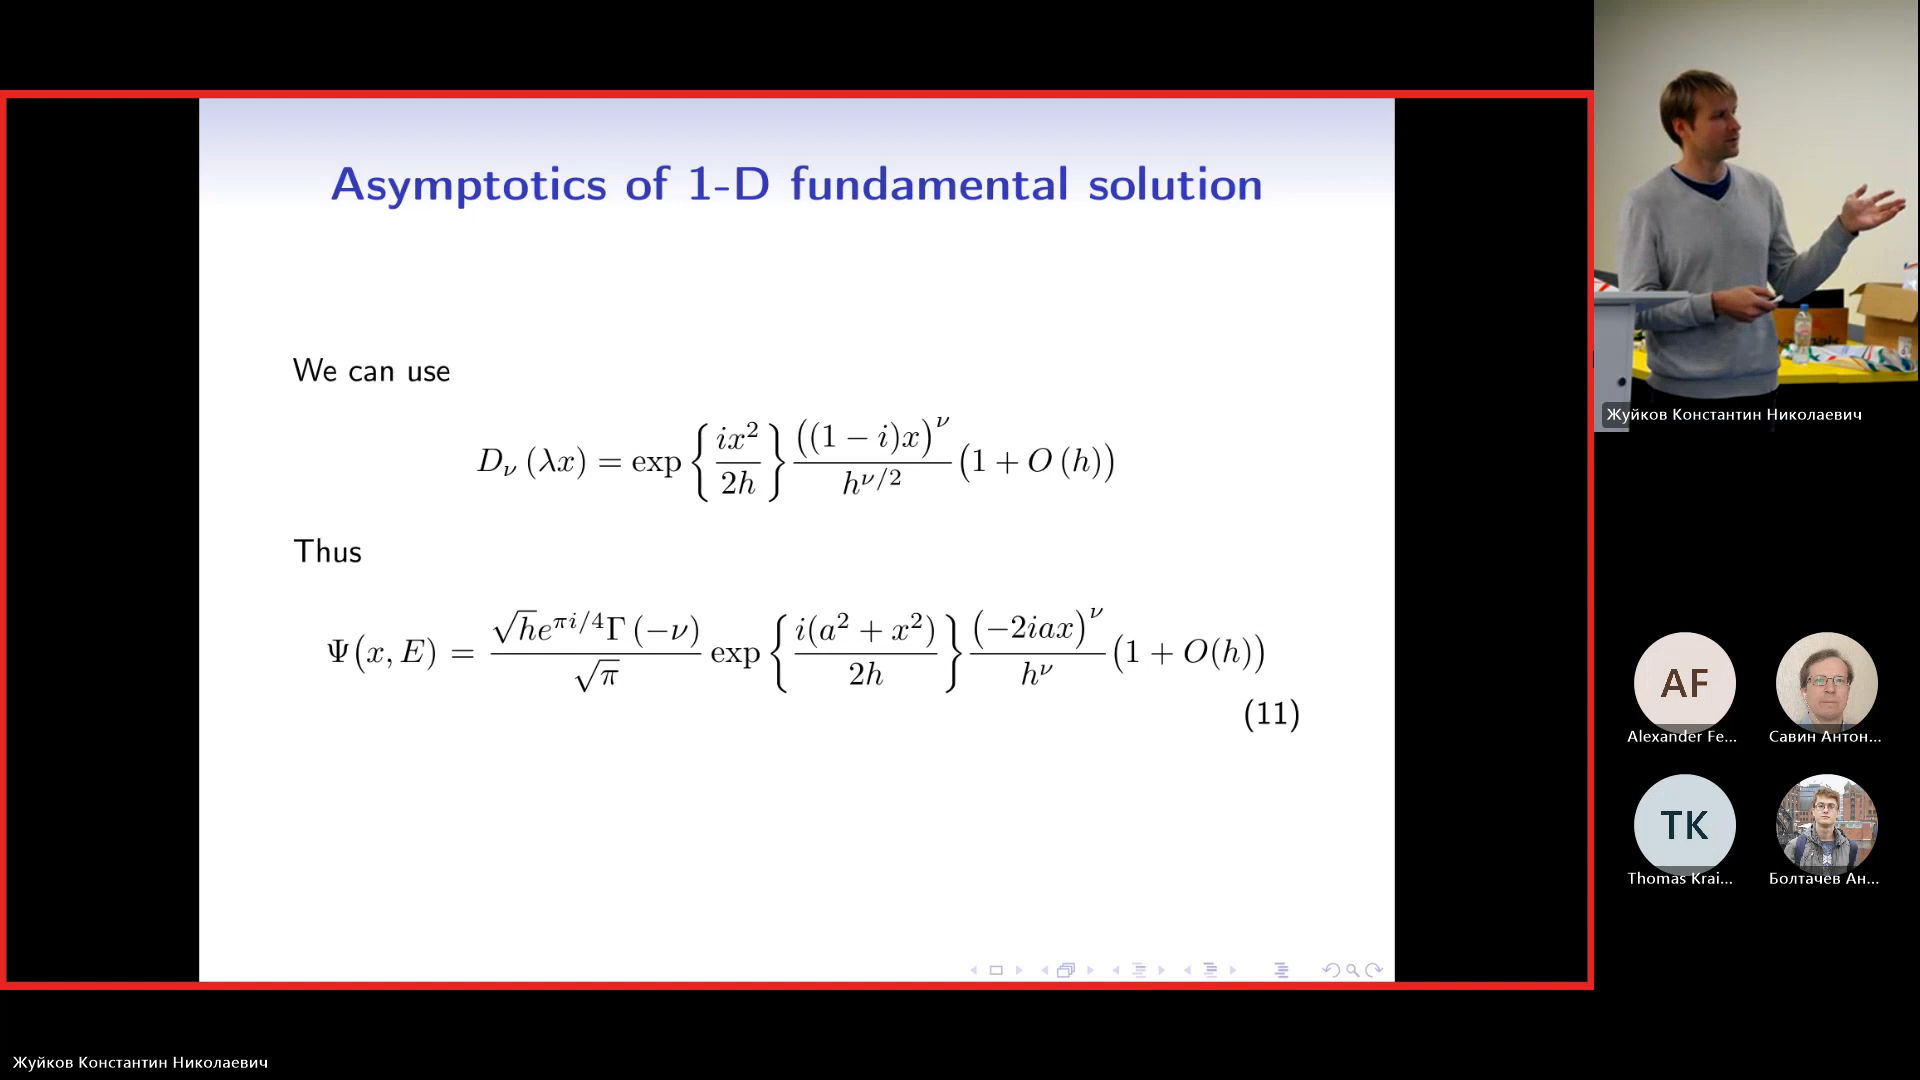 Asymptotics of 1-D fundamental solution
We can use
D_ν (λx) = exp { ix² / 2h } ((1 − i)x)^ν / h^{ν/2} (1 + O (h))
Thus
Ψ(x, E) = √h e^{πi/4} Γ (−ν) / √π exp { i(a² + x²) / 2h } (−2iax)^ν / h^ν (1 + O(h))
(11)
Жуйков Константин Николаевич
AF
Alexander Fe...
Савин Антон...
TK
Thomas Krai...
Болтачев Ан...
Жуйков Константин Николаевич